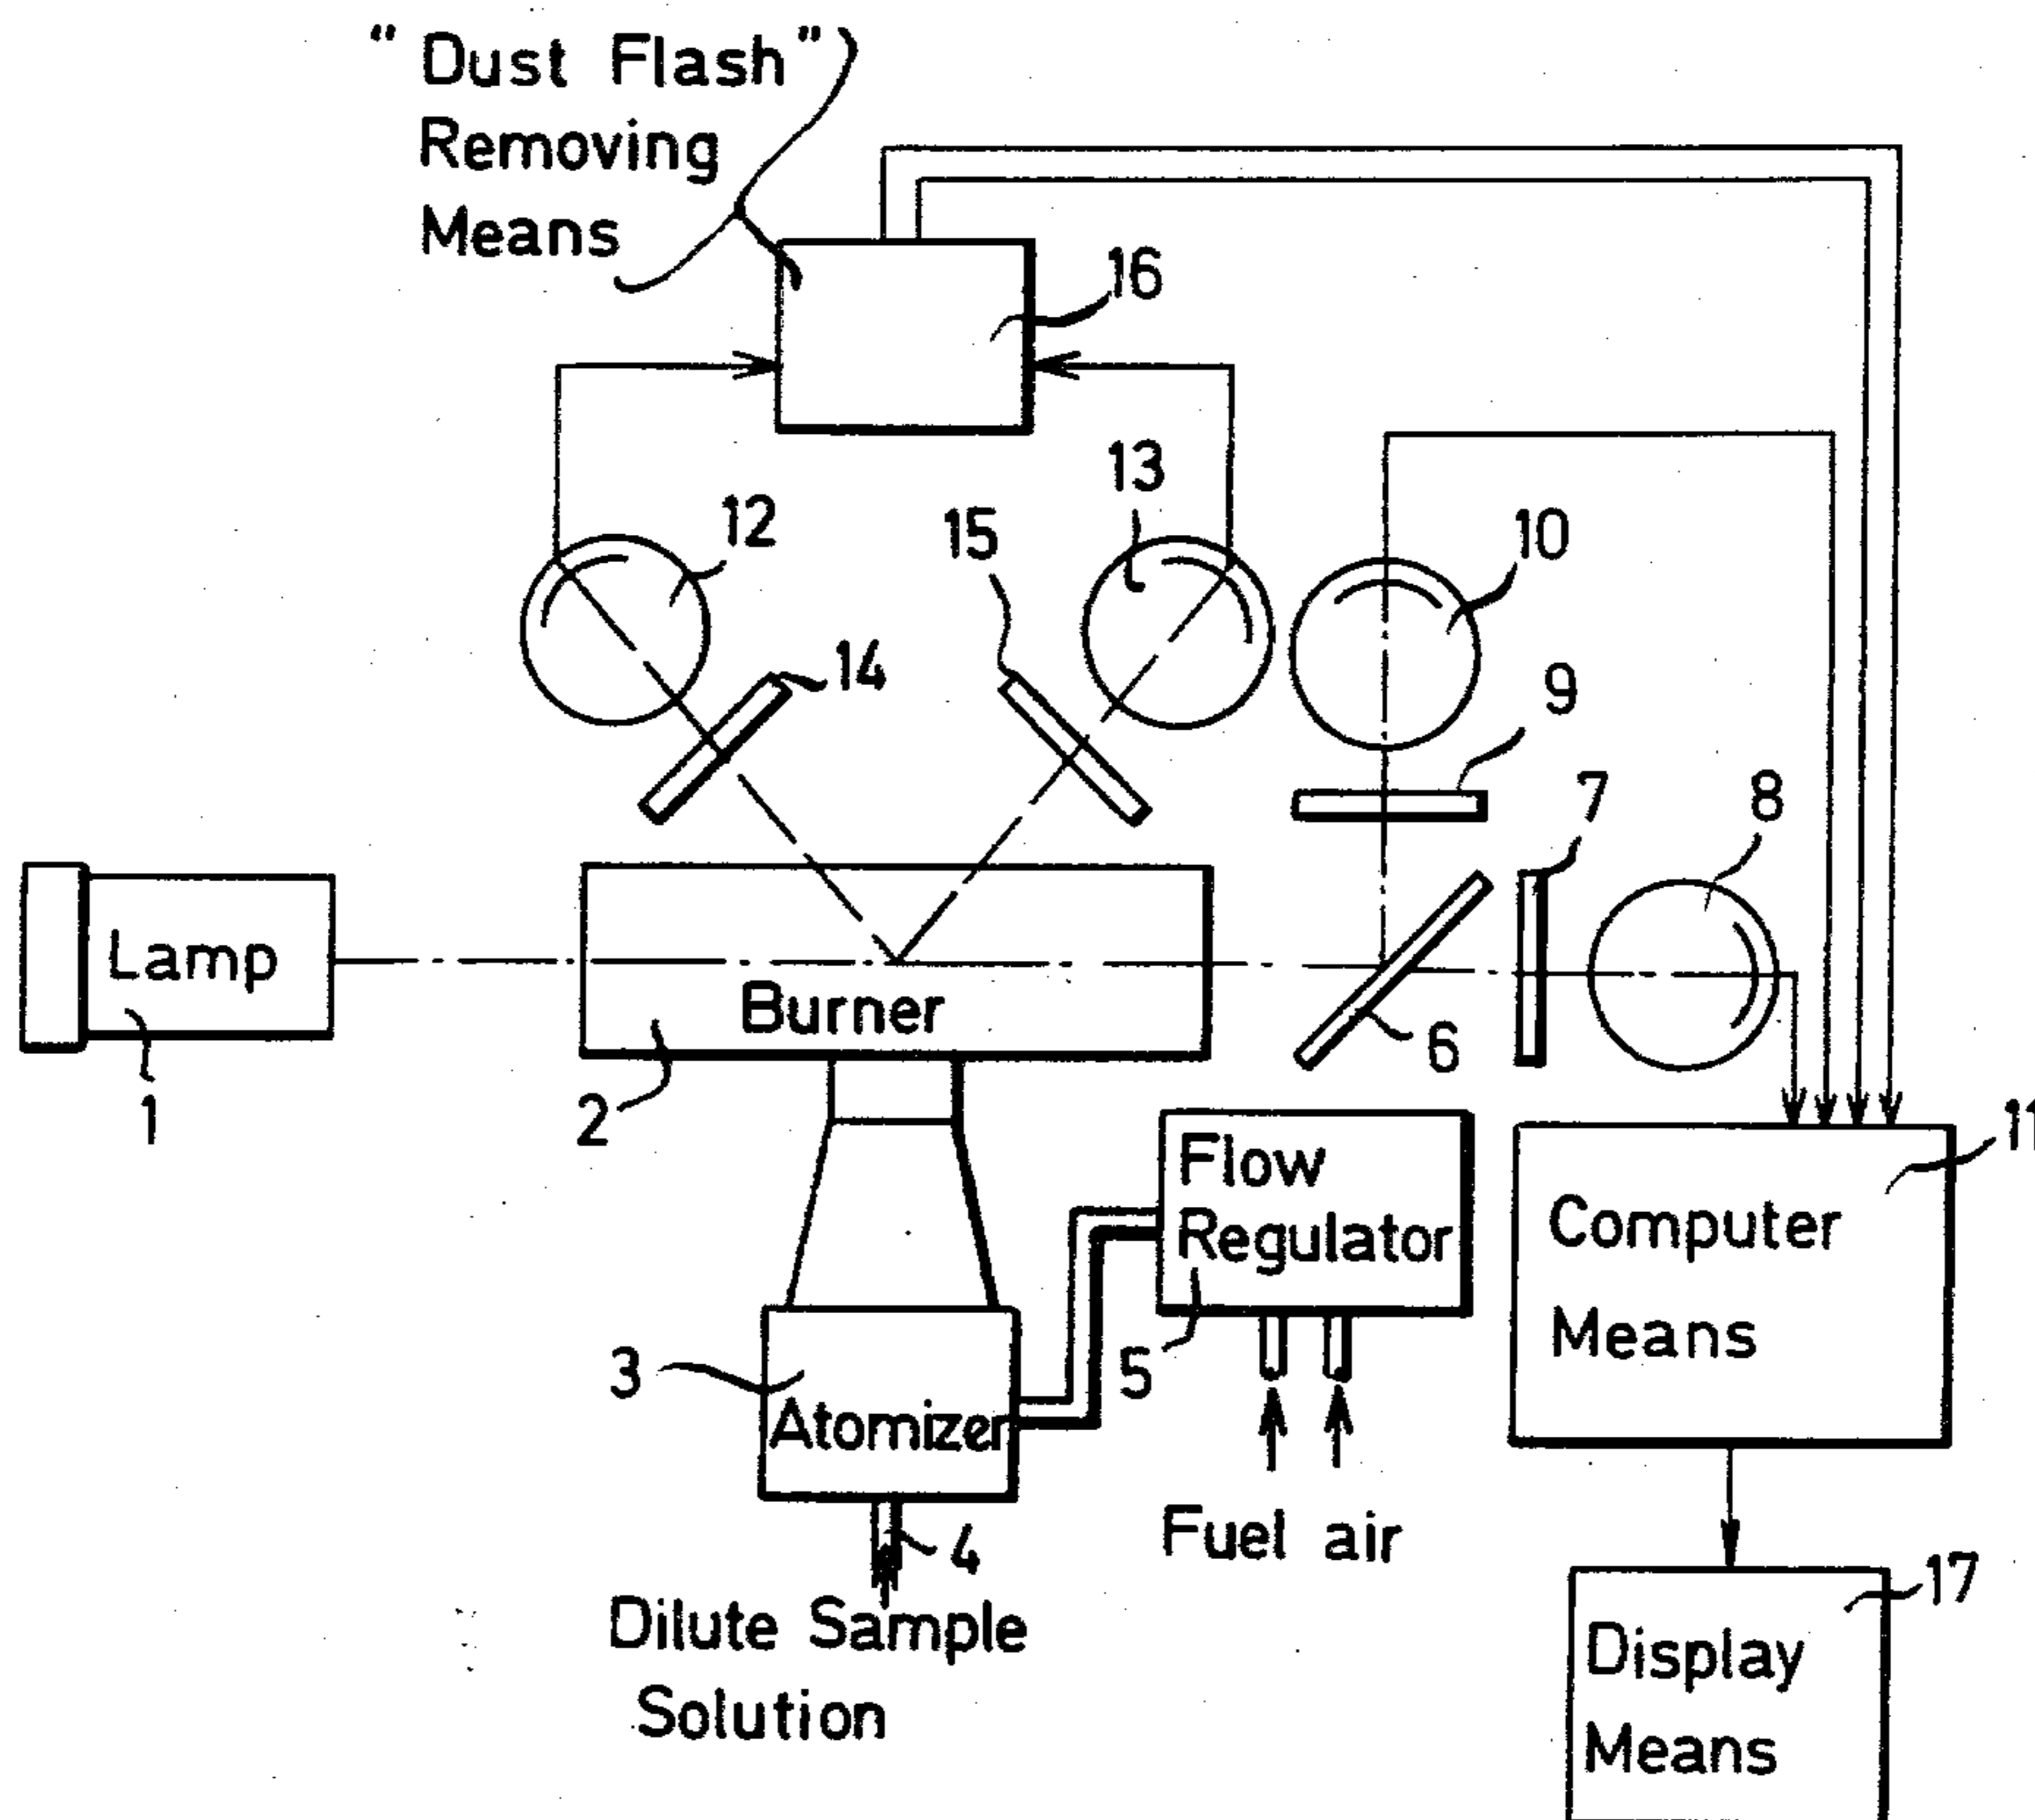 “Dust Flash”
Removing
Means
16
13
12
15
10
14
9
7
8
Lamp
Burner
6
1
2
11
Flow
Regulator
Computer
Means
3
5
Atomizer
4
Fuel air
17
Dilute Sample
Solution
Display
Means